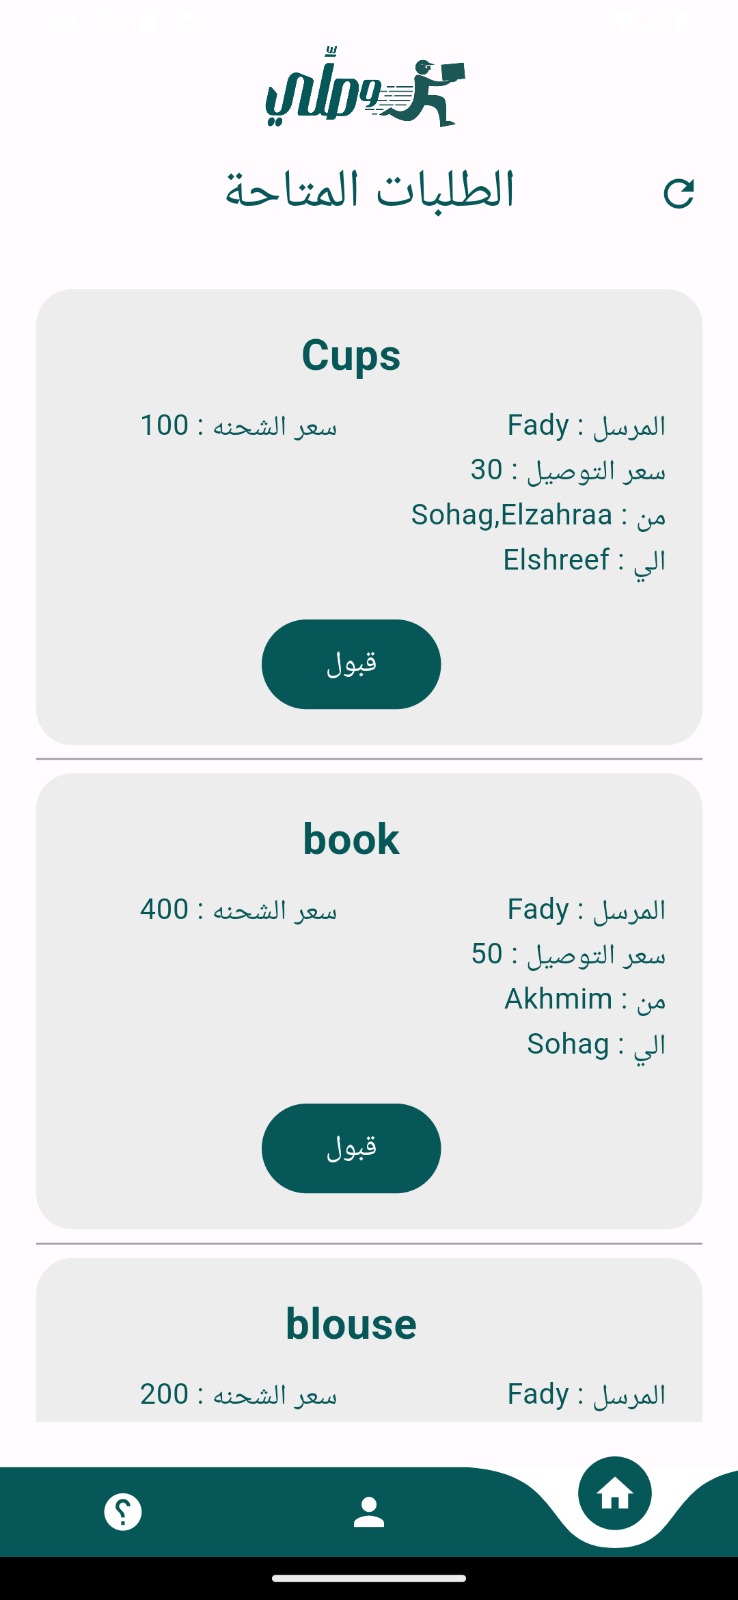 وصلّي
الطلبات المتاحة
Cups
المرسل : Fady
سعر الشحنه : 100
سعر التوصيل : 30
من : Sohag,Elzahraa
الي : Elshreef
قبول
book
المرسل : Fady
سعر الشحنه : 400
سعر التوصيل : 50
من : Akhmim
الي : Sohag
قبول
blouse
المرسل : Fady
سعر الشحنه : 200